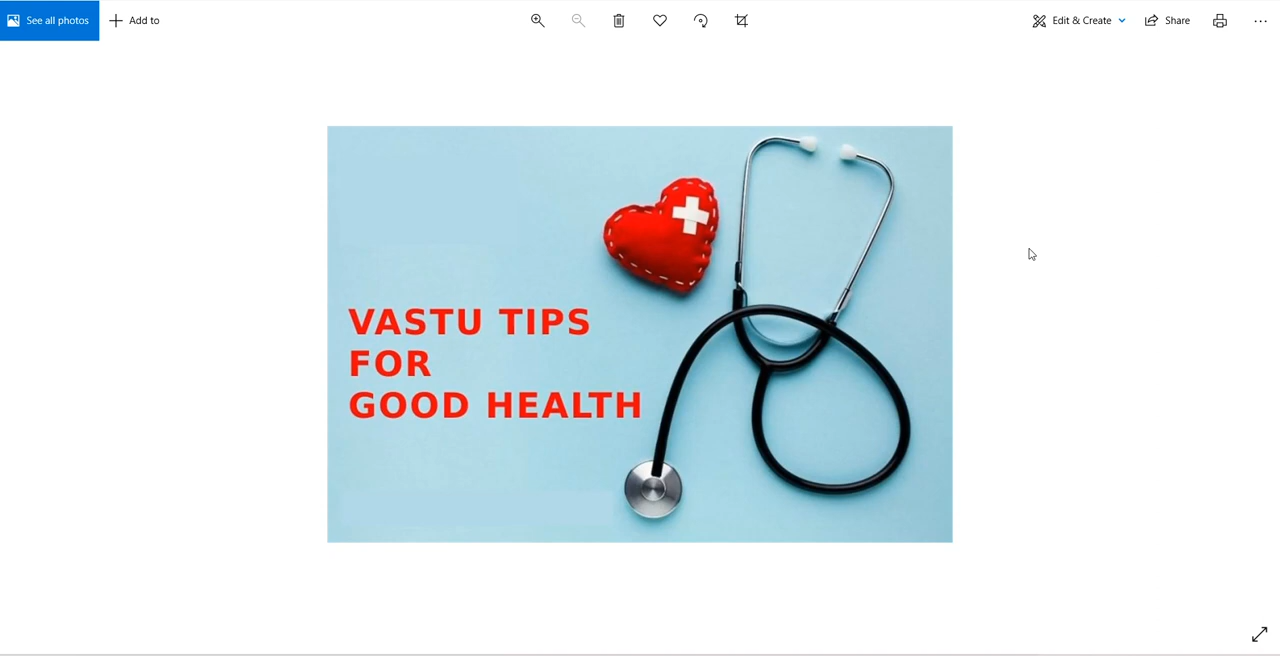 See all photos
Add to
Edit & Create
Share
VASTU TIPS
FOR
GOOD HEALTH